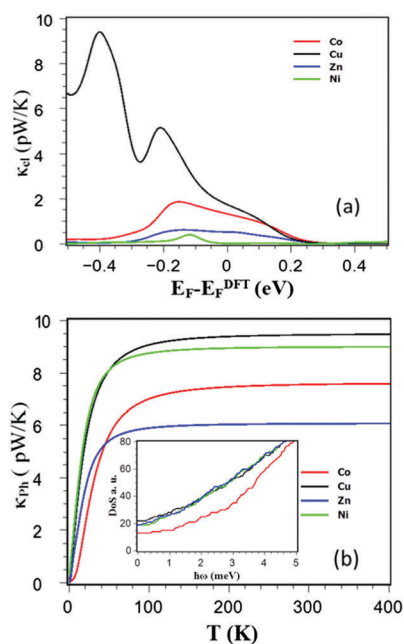 10
8
6
4
2
0
κel (pW/K)
Co
Cu
Zn
Ni
(a)
−0.4 −0.2 0 0.2 0.4
EF-EF^DFT (eV)
10
8
6
4
2
0
κPh (pW/K)
80
60
40
20
0
DoS a. u.
0 1 2 3 4 5
ħω (meV)
Co
Cu
Zn
Ni
(b)
0 100 200 300 400
T (K)